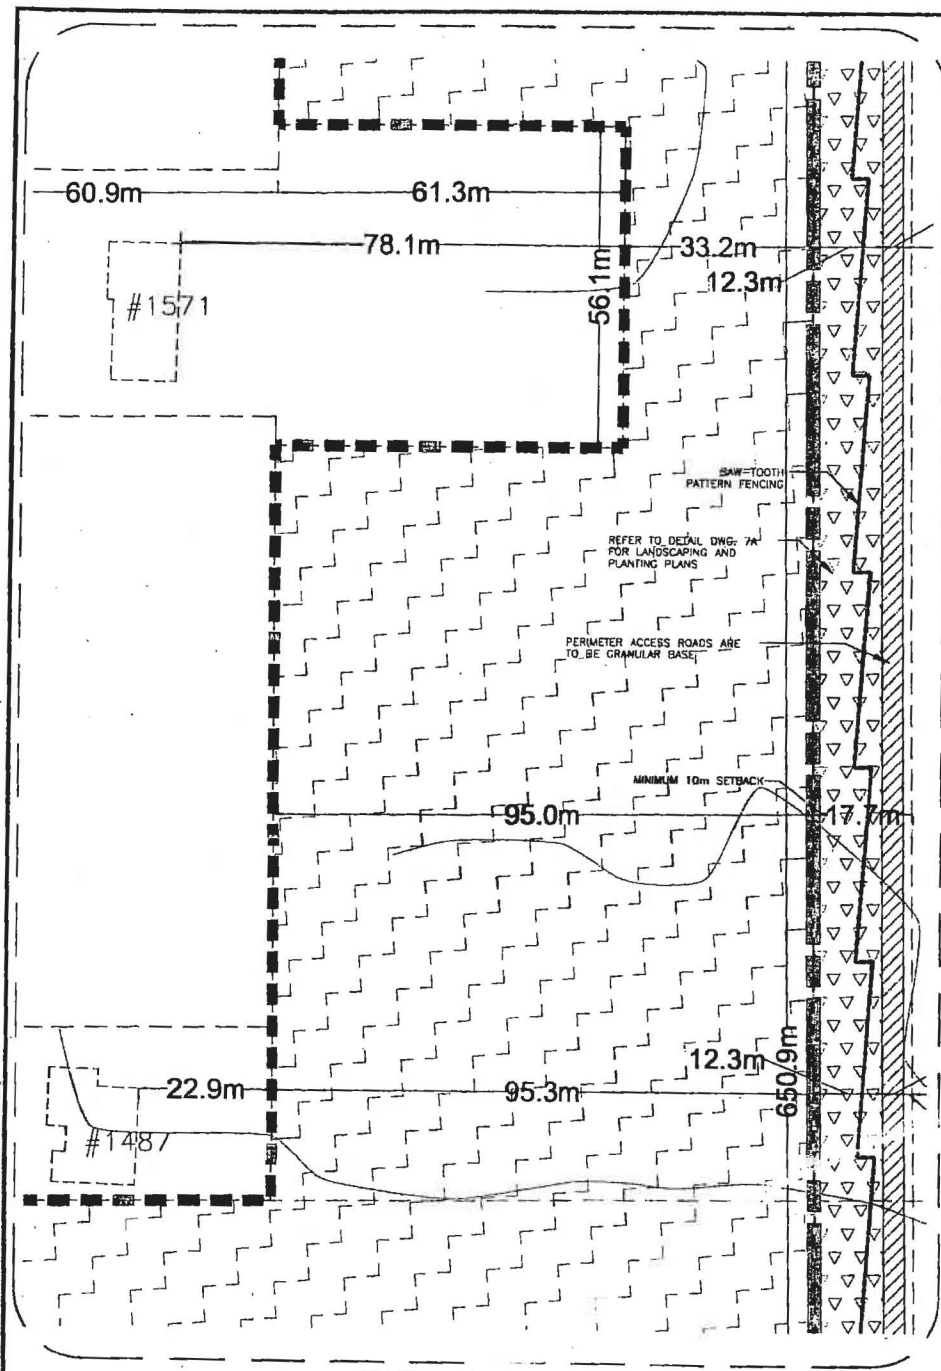 60.9m
61.3m
78.1m
33.2m
12.3m
56.1m
#1571
SAW-TOOTH
PATTERN FENCING
REFER TO DETAIL DWG. 7A
FOR LANDSCAPING AND
PLANTING PLANS
PERIMETER ACCESS ROADS ARE
TO BE GRANULAR BASE
MINIMUM 10m SETBACK
95.0m
17.7m
12.3m
650.9m
22.9m
95.3m
#1487